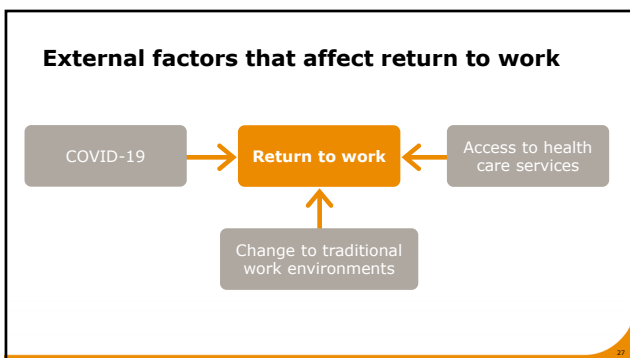 External factors that affect return to work
COVID-19
Return to work
Access to health
care services
Change to traditional
work environments
27